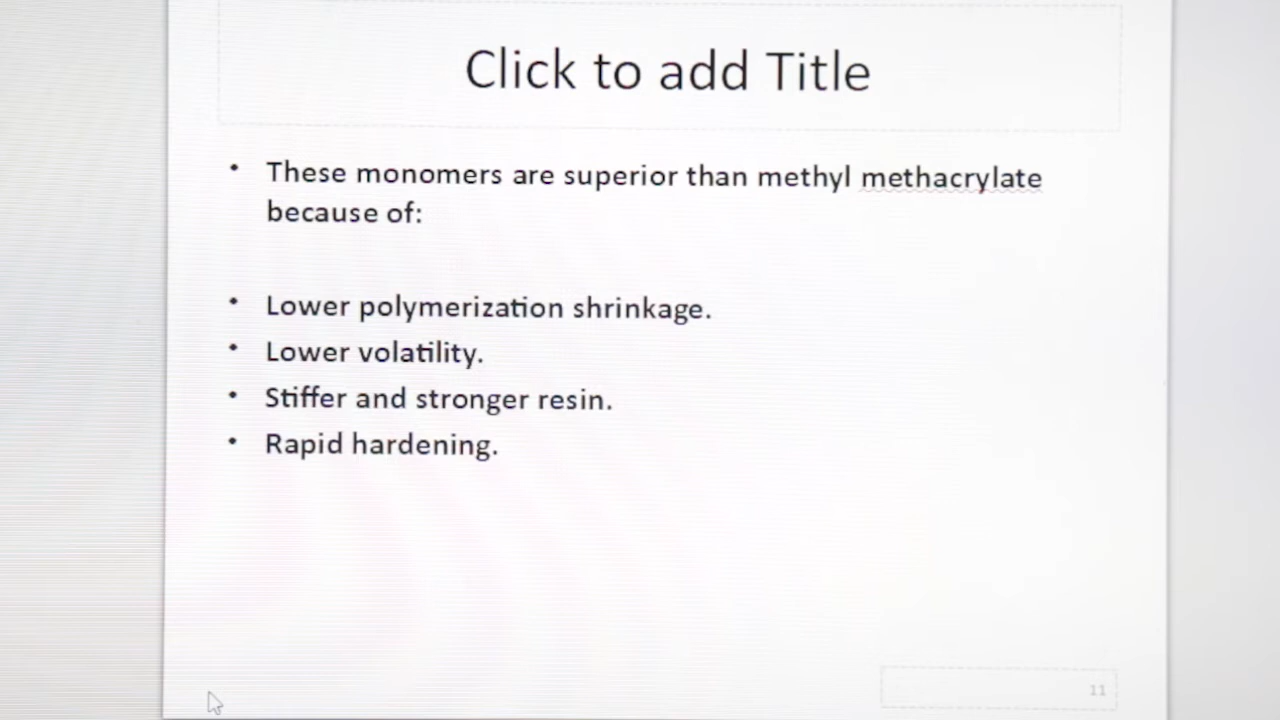 Click to add Title
• These monomers are superior than methyl methacrylate
because of:
• Lower polymerization shrinkage.
• Lower volatility.
• Stiffer and stronger resin.
• Rapid hardening.
11